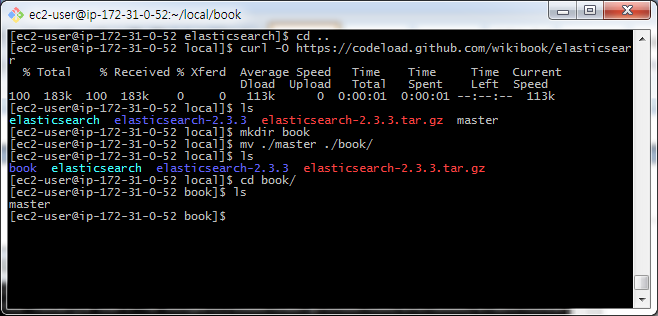 ec2-user@ip-172-31-0-52:~/local/book
[ec2-user@ip-172-31-0-52 elasticsearch]$ cd ..
[ec2-user@ip-172-31-0-52 local]$ curl -O https://codeload.github.com/wikibook/elasticsear
r
% Total % Received % Xferd Average Speed Time Time Time Current
Dload Upload Total Spent Left Speed
100 183k 100 183k 0 0 113k 0 0:00:01 0:00:01 --:--:-- 113k
[ec2-user@ip-172-31-0-52 local]$ ls
elasticsearch elasticsearch-2.3.3 elasticsearch-2.3.3.tar.gz master
[ec2-user@ip-172-31-0-52 local]$ mkdir book
[ec2-user@ip-172-31-0-52 local]$ mv ./master ./book/
[ec2-user@ip-172-31-0-52 local]$ ls
book elasticsearch elasticsearch-2.3.3 elasticsearch-2.3.3.tar.gz
[ec2-user@ip-172-31-0-52 local]$ cd book/
[ec2-user@ip-172-31-0-52 book]$ ls
master
[ec2-user@ip-172-31-0-52 book]$